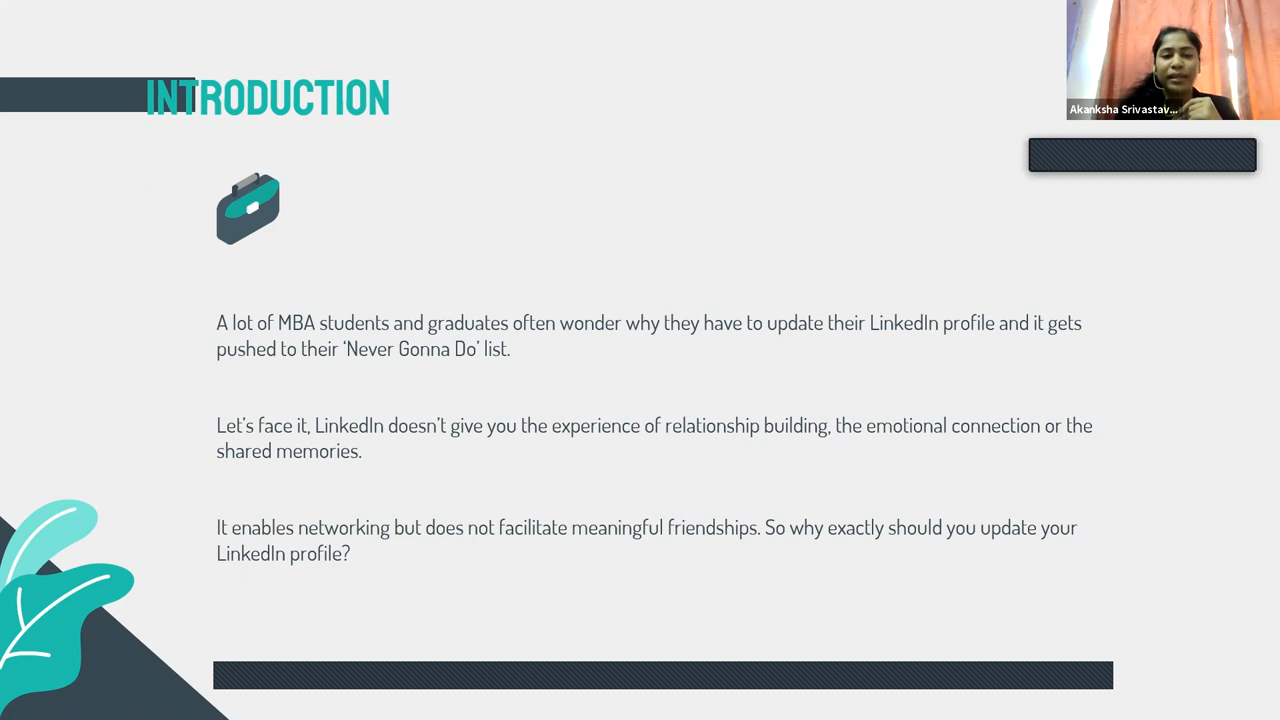 INTRODUCTION
Akanksha Srivastav...
A lot of MBA students and graduates often wonder why they have to update their LinkedIn profile and it gets
pushed to their ‘Never Gonna Do’ list.
Let’s face it, LinkedIn doesn’t give you the experience of relationship building, the emotional connection or the
shared memories.
It enables networking but does not facilitate meaningful friendships. So why exactly should you update your
LinkedIn profile?